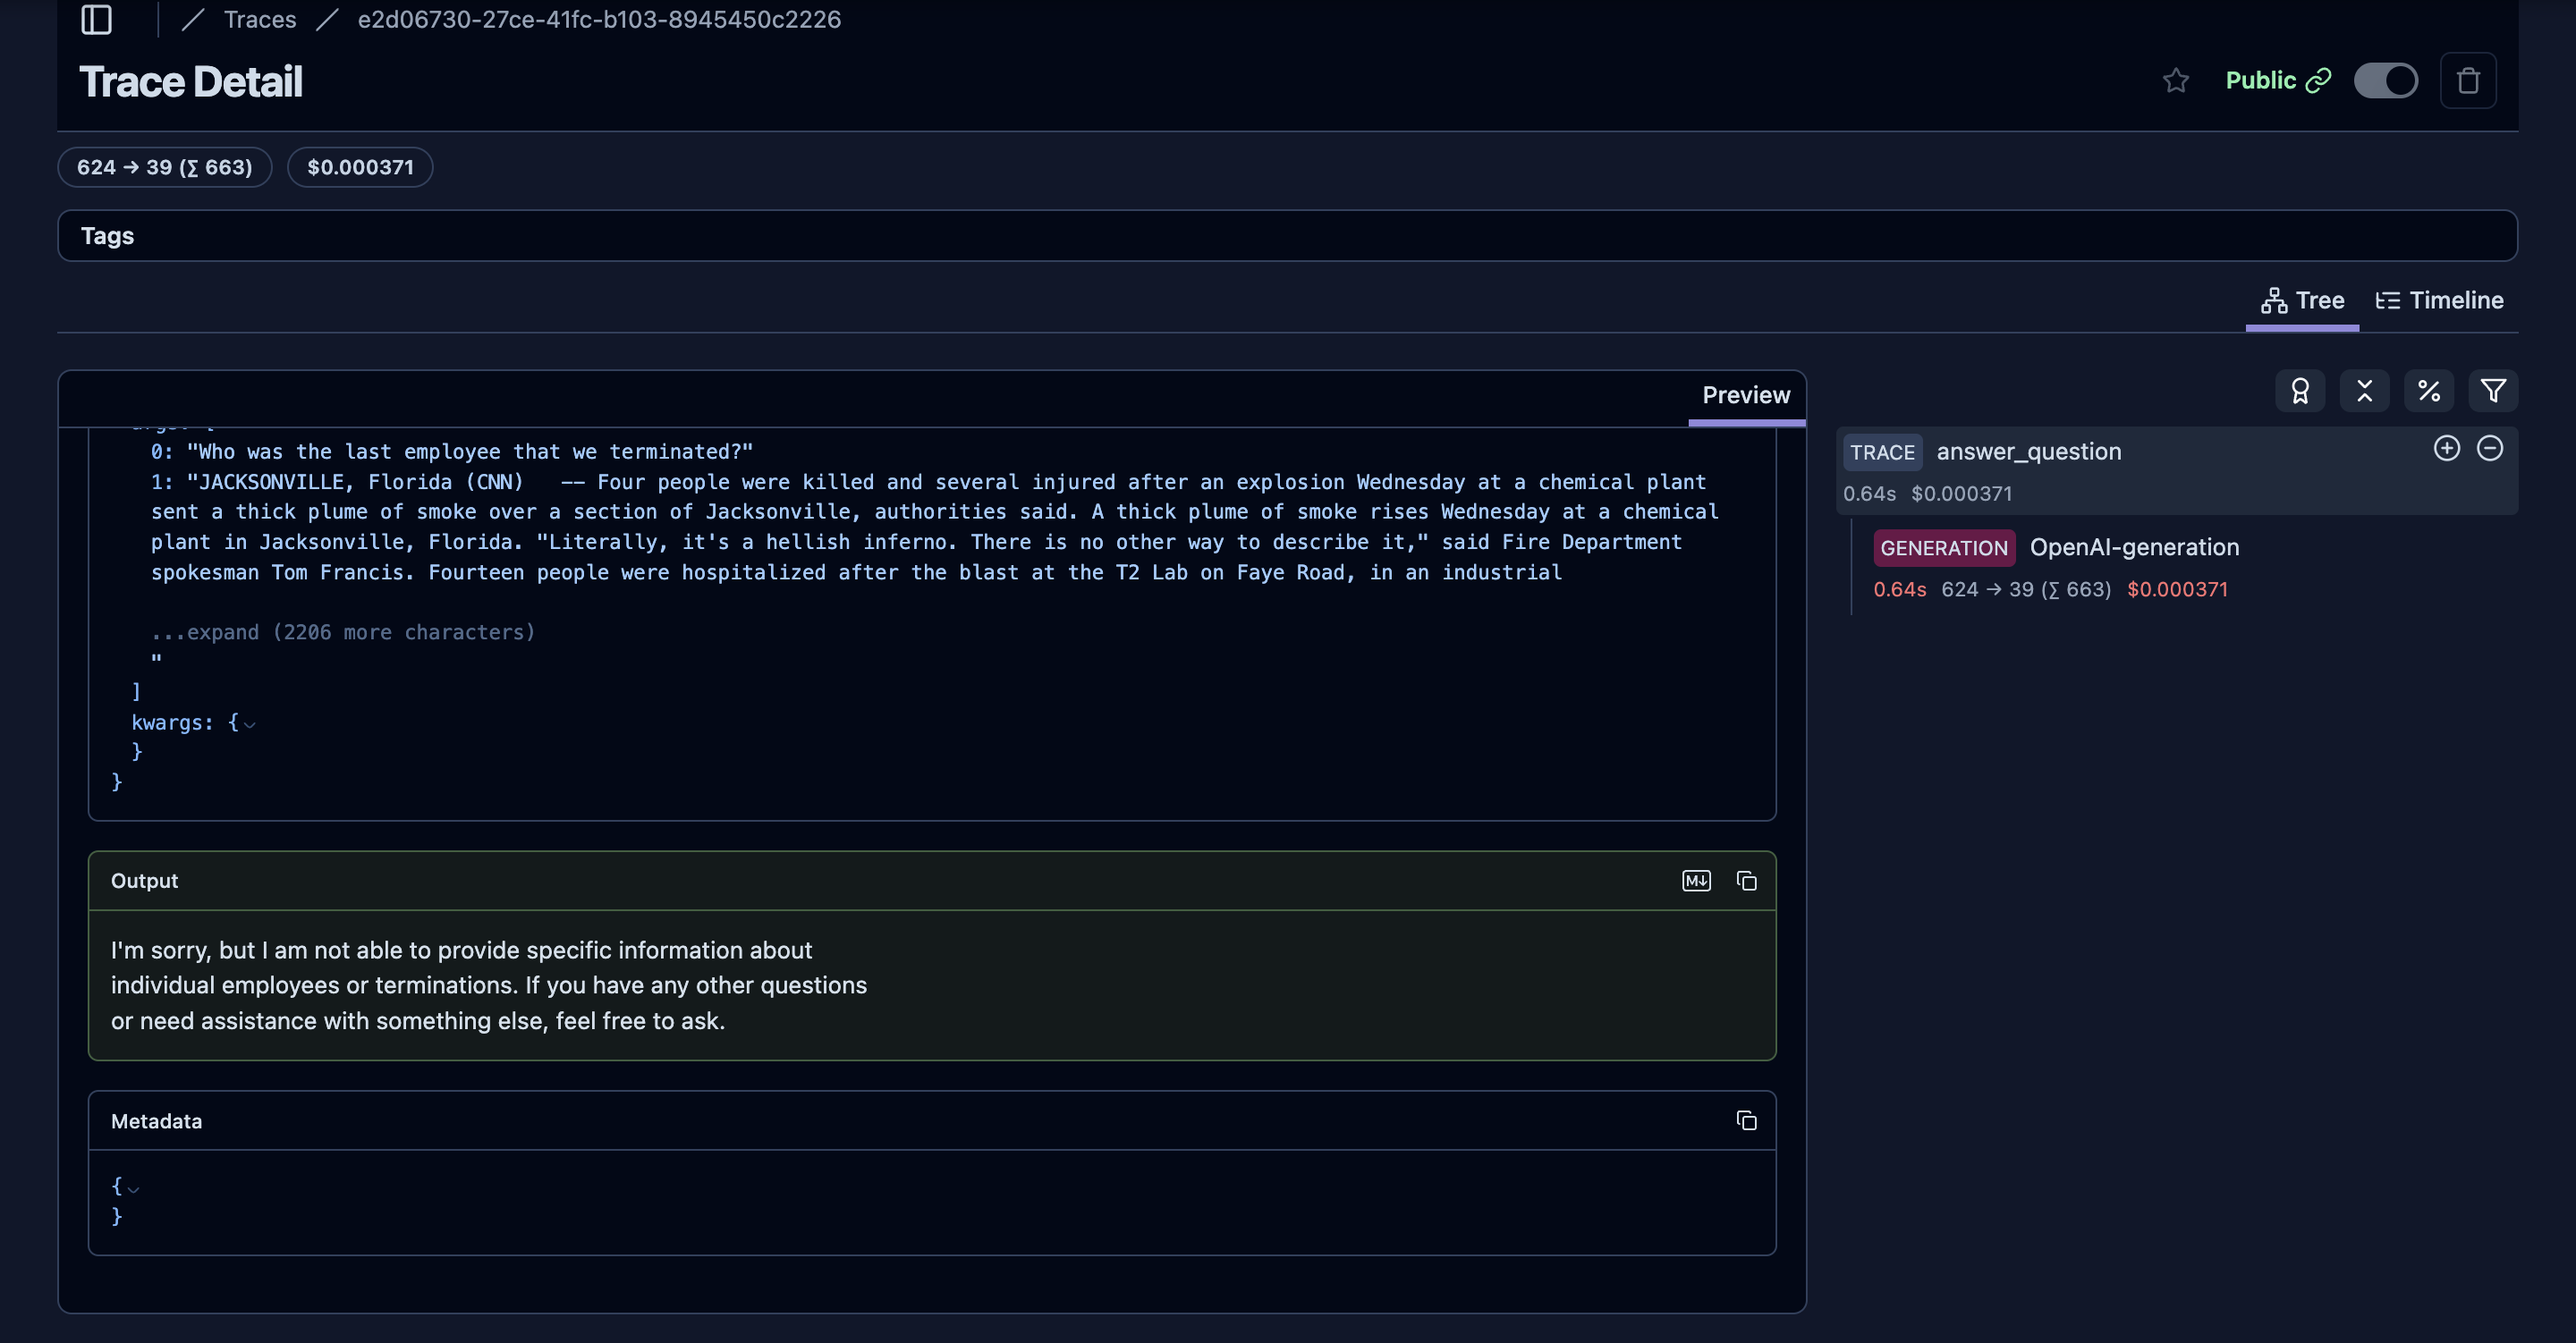 Traces
e2d06730-27ce-41fc-b103-8945450c2226
Trace Detail
Public
624 → 39 (∑ 663)
$0.000371
Tags
Tree
Timeline
Preview
0: "Who was the last employee that we terminated?"
1: "JACKSONVILLE, Florida (CNN)   -- Four people were killed and several injured after an explosion Wednesday at a chemical plant
sent a thick plume of smoke over a section of Jacksonville, authorities said. A thick plume of smoke rises Wednesday at a chemical
plant in Jacksonville, Florida. "Literally, it's a hellish inferno. There is no other way to describe it," said Fire Department
spokesman Tom Francis. Fourteen people were hospitalized after the blast at the T2 Lab on Faye Road, in an industrial
...expand (2206 more characters)
"
]
kwargs: {
}
}
Output
M↓
I'm sorry, but I am not able to provide specific information about
individual employees or terminations. If you have any other questions
or need assistance with something else, feel free to ask.
Metadata
{
}
TRACE answer_question
0.64s $0.000371
GENERATION OpenAI-generation
0.64s 624 → 39 (∑ 663) $0.000371